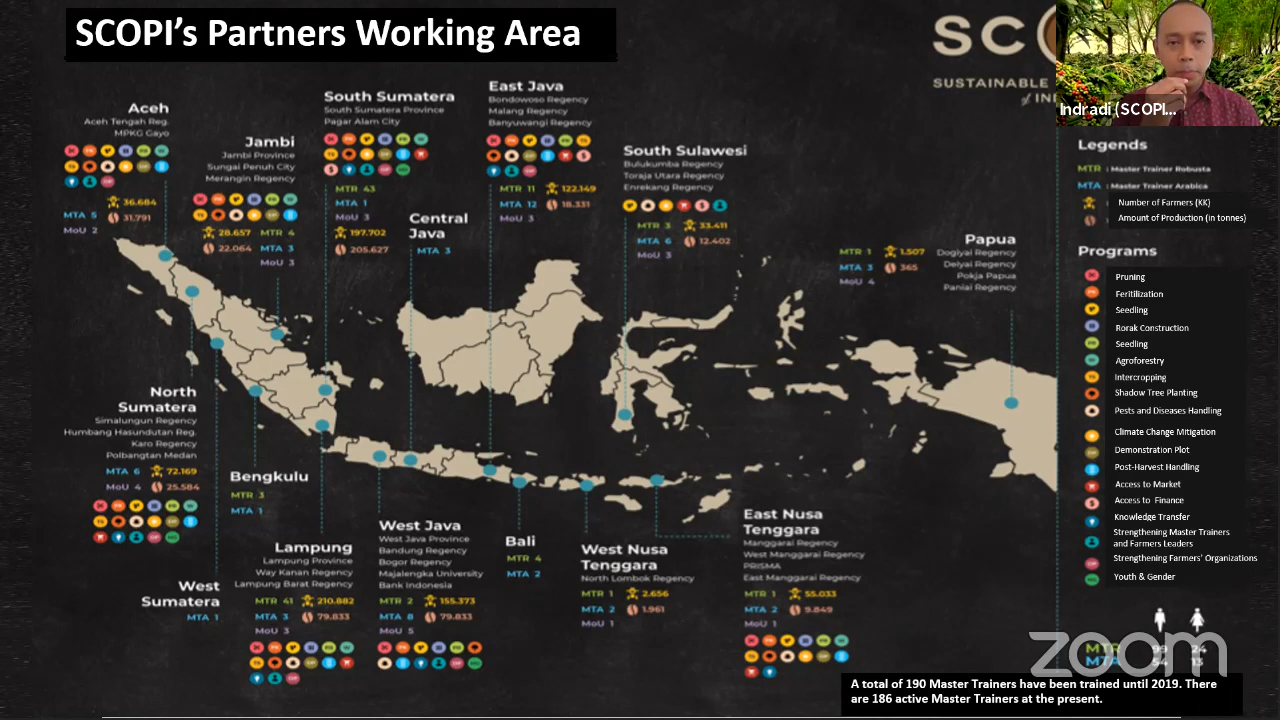 SCOPI's Partners Working Area
SC
SUSTAINABLE
of IN
Indradi (SCOPI...
Aceh
Aceh Tengah Reg.
MPKG Gayo
36.684
MTA 5
31.791
MoU 2
Jambi
Jambi Province
Sungai Penuh City
Merangin Regency
28.657
MTR 4
22.064
MTA 3
MoU 3
South Sumatera
South Sumatera Province
Pagar Alam City
MTR 43
MTA 1
MoU 3
197.702
205.627
Central
Java
MTA 3
East Java
Bondowoso Regency
Malang Regency
Banyuwangi Regency
MTR 11
122.149
MTA 12
18.331
MoU 3
South Sulawesi
Bulukumba Regency
Toraja Utara Regency
Enrekang Regency
MTR 3
33.411
MTA 6
12.402
MoU 3
Papua
Dogiyai Regency
Deiyai Regency
Pokja Papua
Paniai Regency
MTR 1
1.507
MTA 3
365
MoU 4
North
Sumatera
Simalungun Regency
Humbang Hasundutan Reg.
Karo Regency
Polbangtan Medan
MTA 6
72.169
MoU 4
25.584
Bengkulu
MTR 3
MTA 1
West
Sumatera
MTA 1
Lampung
Lampung Province
Way Kanan Regency
Lampung Barat Regency
MTR 41
210.882
MTA 3
79.833
MoU 3
West Java
West Java Province
Bandung Regency
Bogor Regency
Majalengka University
Bank Indonesia
MTR 2
155.373
MTA 8
79.833
MoU 5
Bali
MTR 4
MTA 2
West Nusa
Tenggara
North Lombok Regency
MTR 1
2.656
MTA 2
1.961
MoU 1
East Nusa
Tenggara
Manggarai Regency
West Manggarai Regency
PRISMA
East Manggarai Regency
MTR 1
55.033
MTA 2
9.849
MoU 1
Legends
MTR : Master Trainer Robusta
MTA : Master Trainer Arabica
Number of Farmers (KK)
Amount of Production (in tonnes)
Programs
Pruning
Feritilization
Seedling
Rorak Construction
Seedling
Agroforestry
Intercropping
Shadow Tree Planting
Pests and Diseases Handling
Climate Change Mitigation
Demonstration Plot
Post-Harvest Handling
Access to Market
Access to Finance
Knowledge Transfer
Strengthening Master Trainers
and Farmers Leaders
Strengthening Farmers' Organizations
Youth & Gender
MTR 99 24
MTA 54 13
zoom
A total of 190 Master Trainers have been trained until 2019. There
are 186 active Master Trainers at the present.